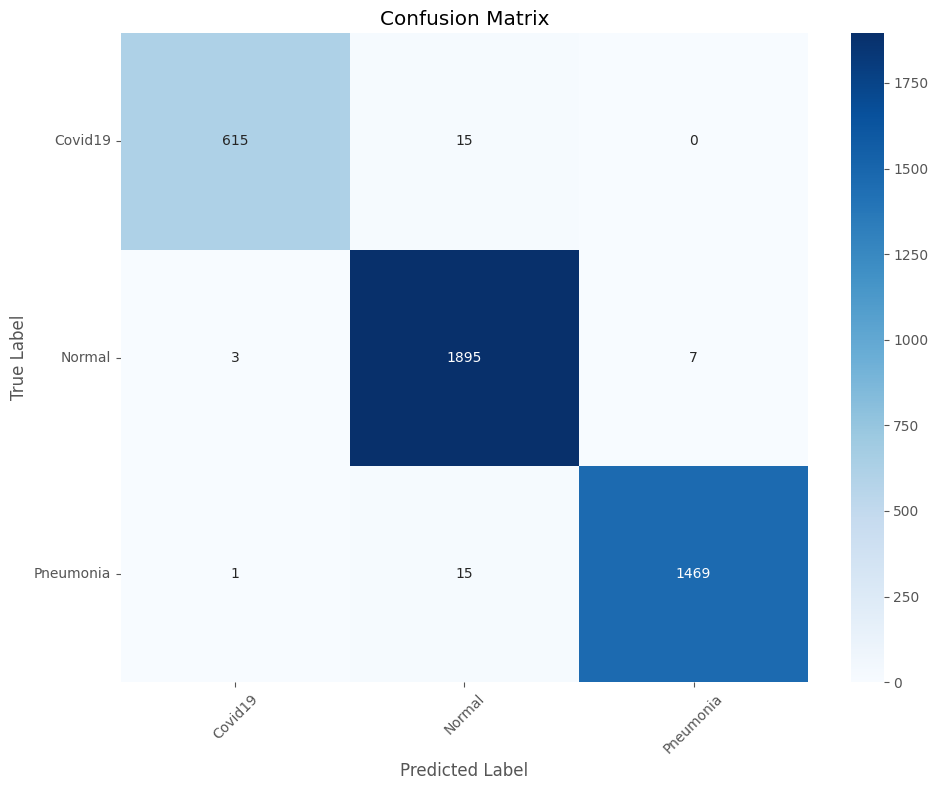 Confusion Matrix
True Label
Covid19
615 15 0
Normal
3 1895 7
Pneumonia
1 15 1469
Covid19 Normal Pneumonia
Predicted Label
1750
1500
1250
1000
750
500
250
0